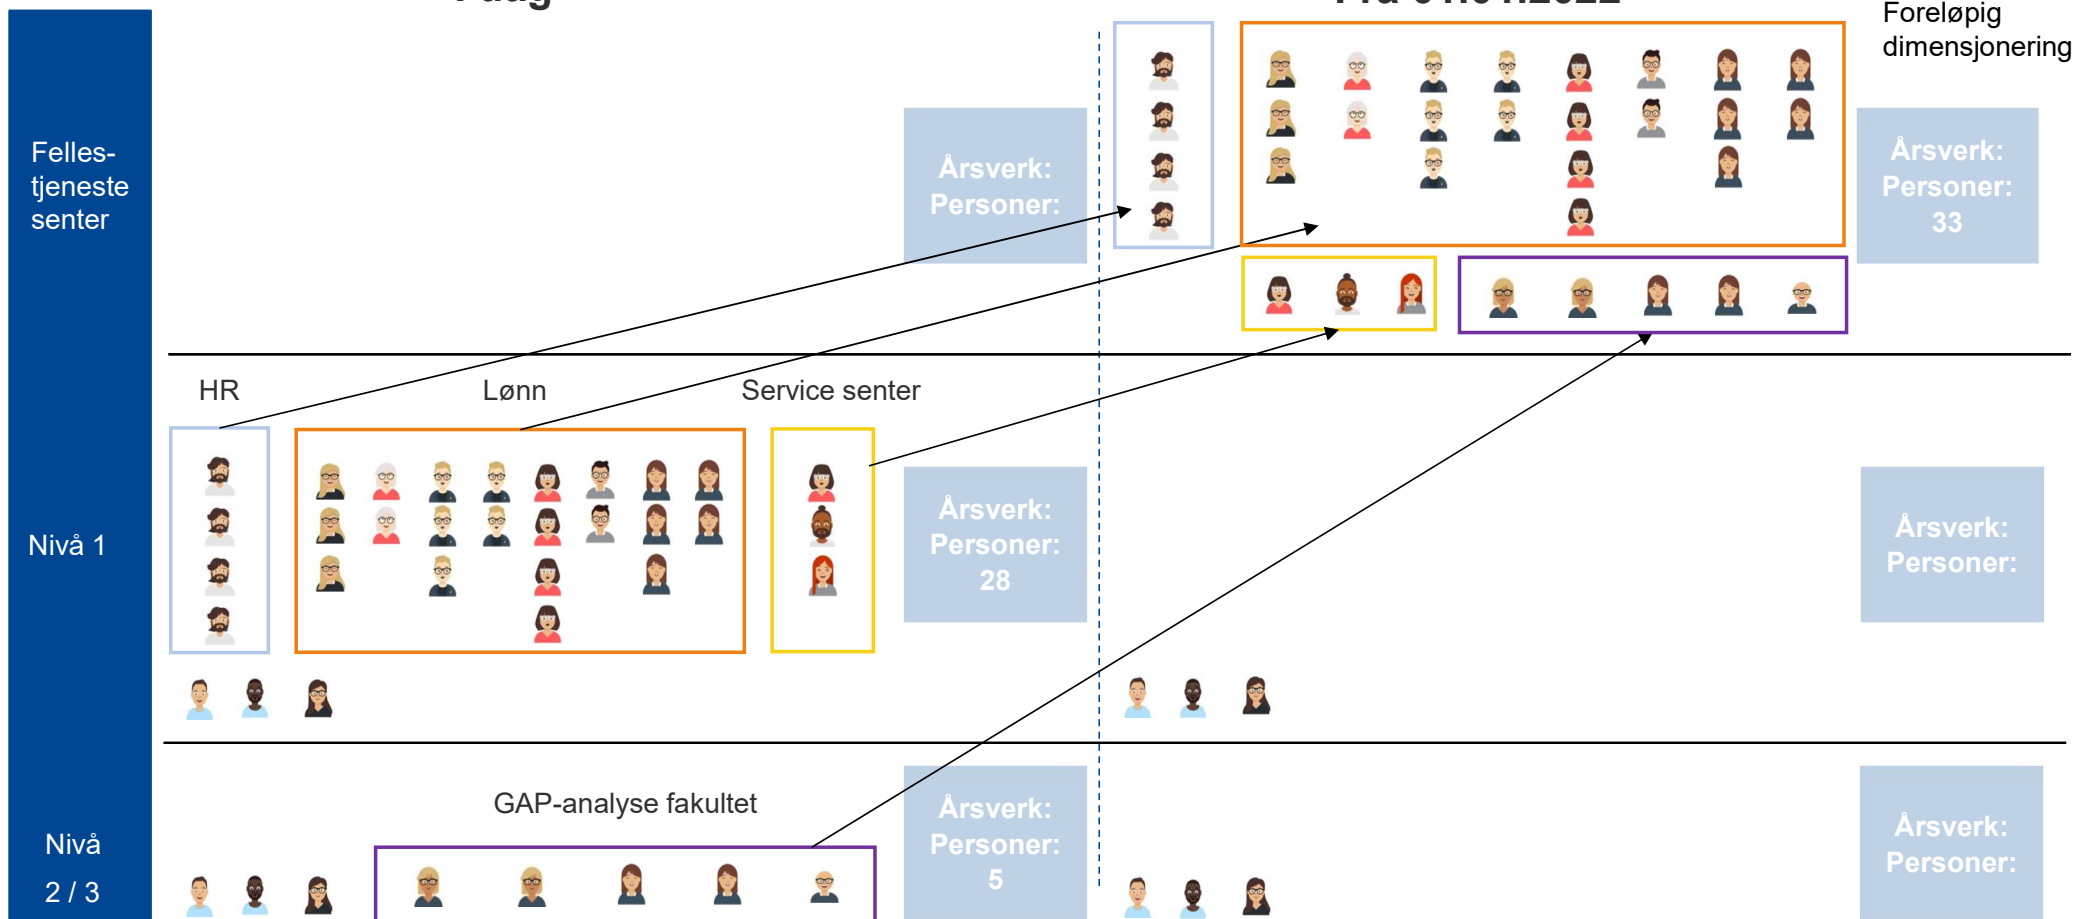 Foreløpig
dimensjonering
Felles-
tjeneste
senter
Årsverk:
Personer:
Årsverk:
Personer:
33
HR
Lønn
Service senter
Nivå 1
Årsverk:
Personer:
28
Årsverk:
Personer:
GAP-analyse fakultet
Nivå
2 / 3
Årsverk:
Personer:
5
Årsverk:
Personer: